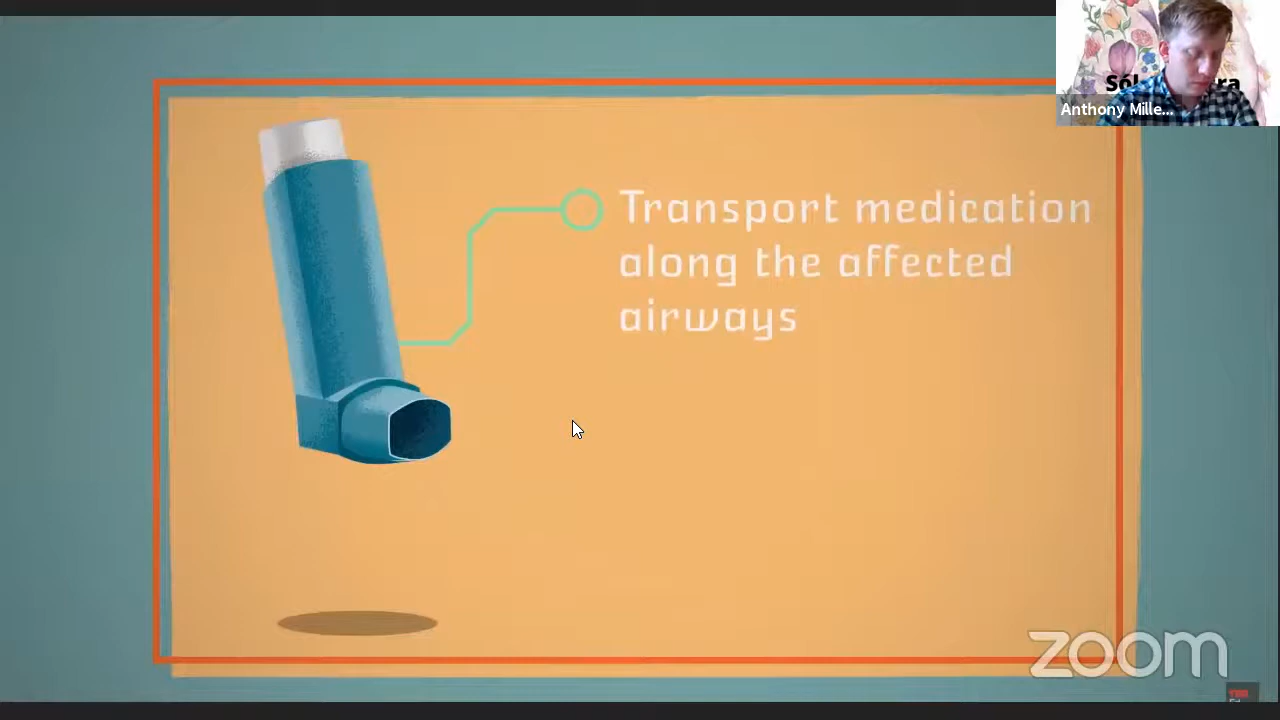 Transport medication
along the affected
airways
Anthony Mille...
zoom